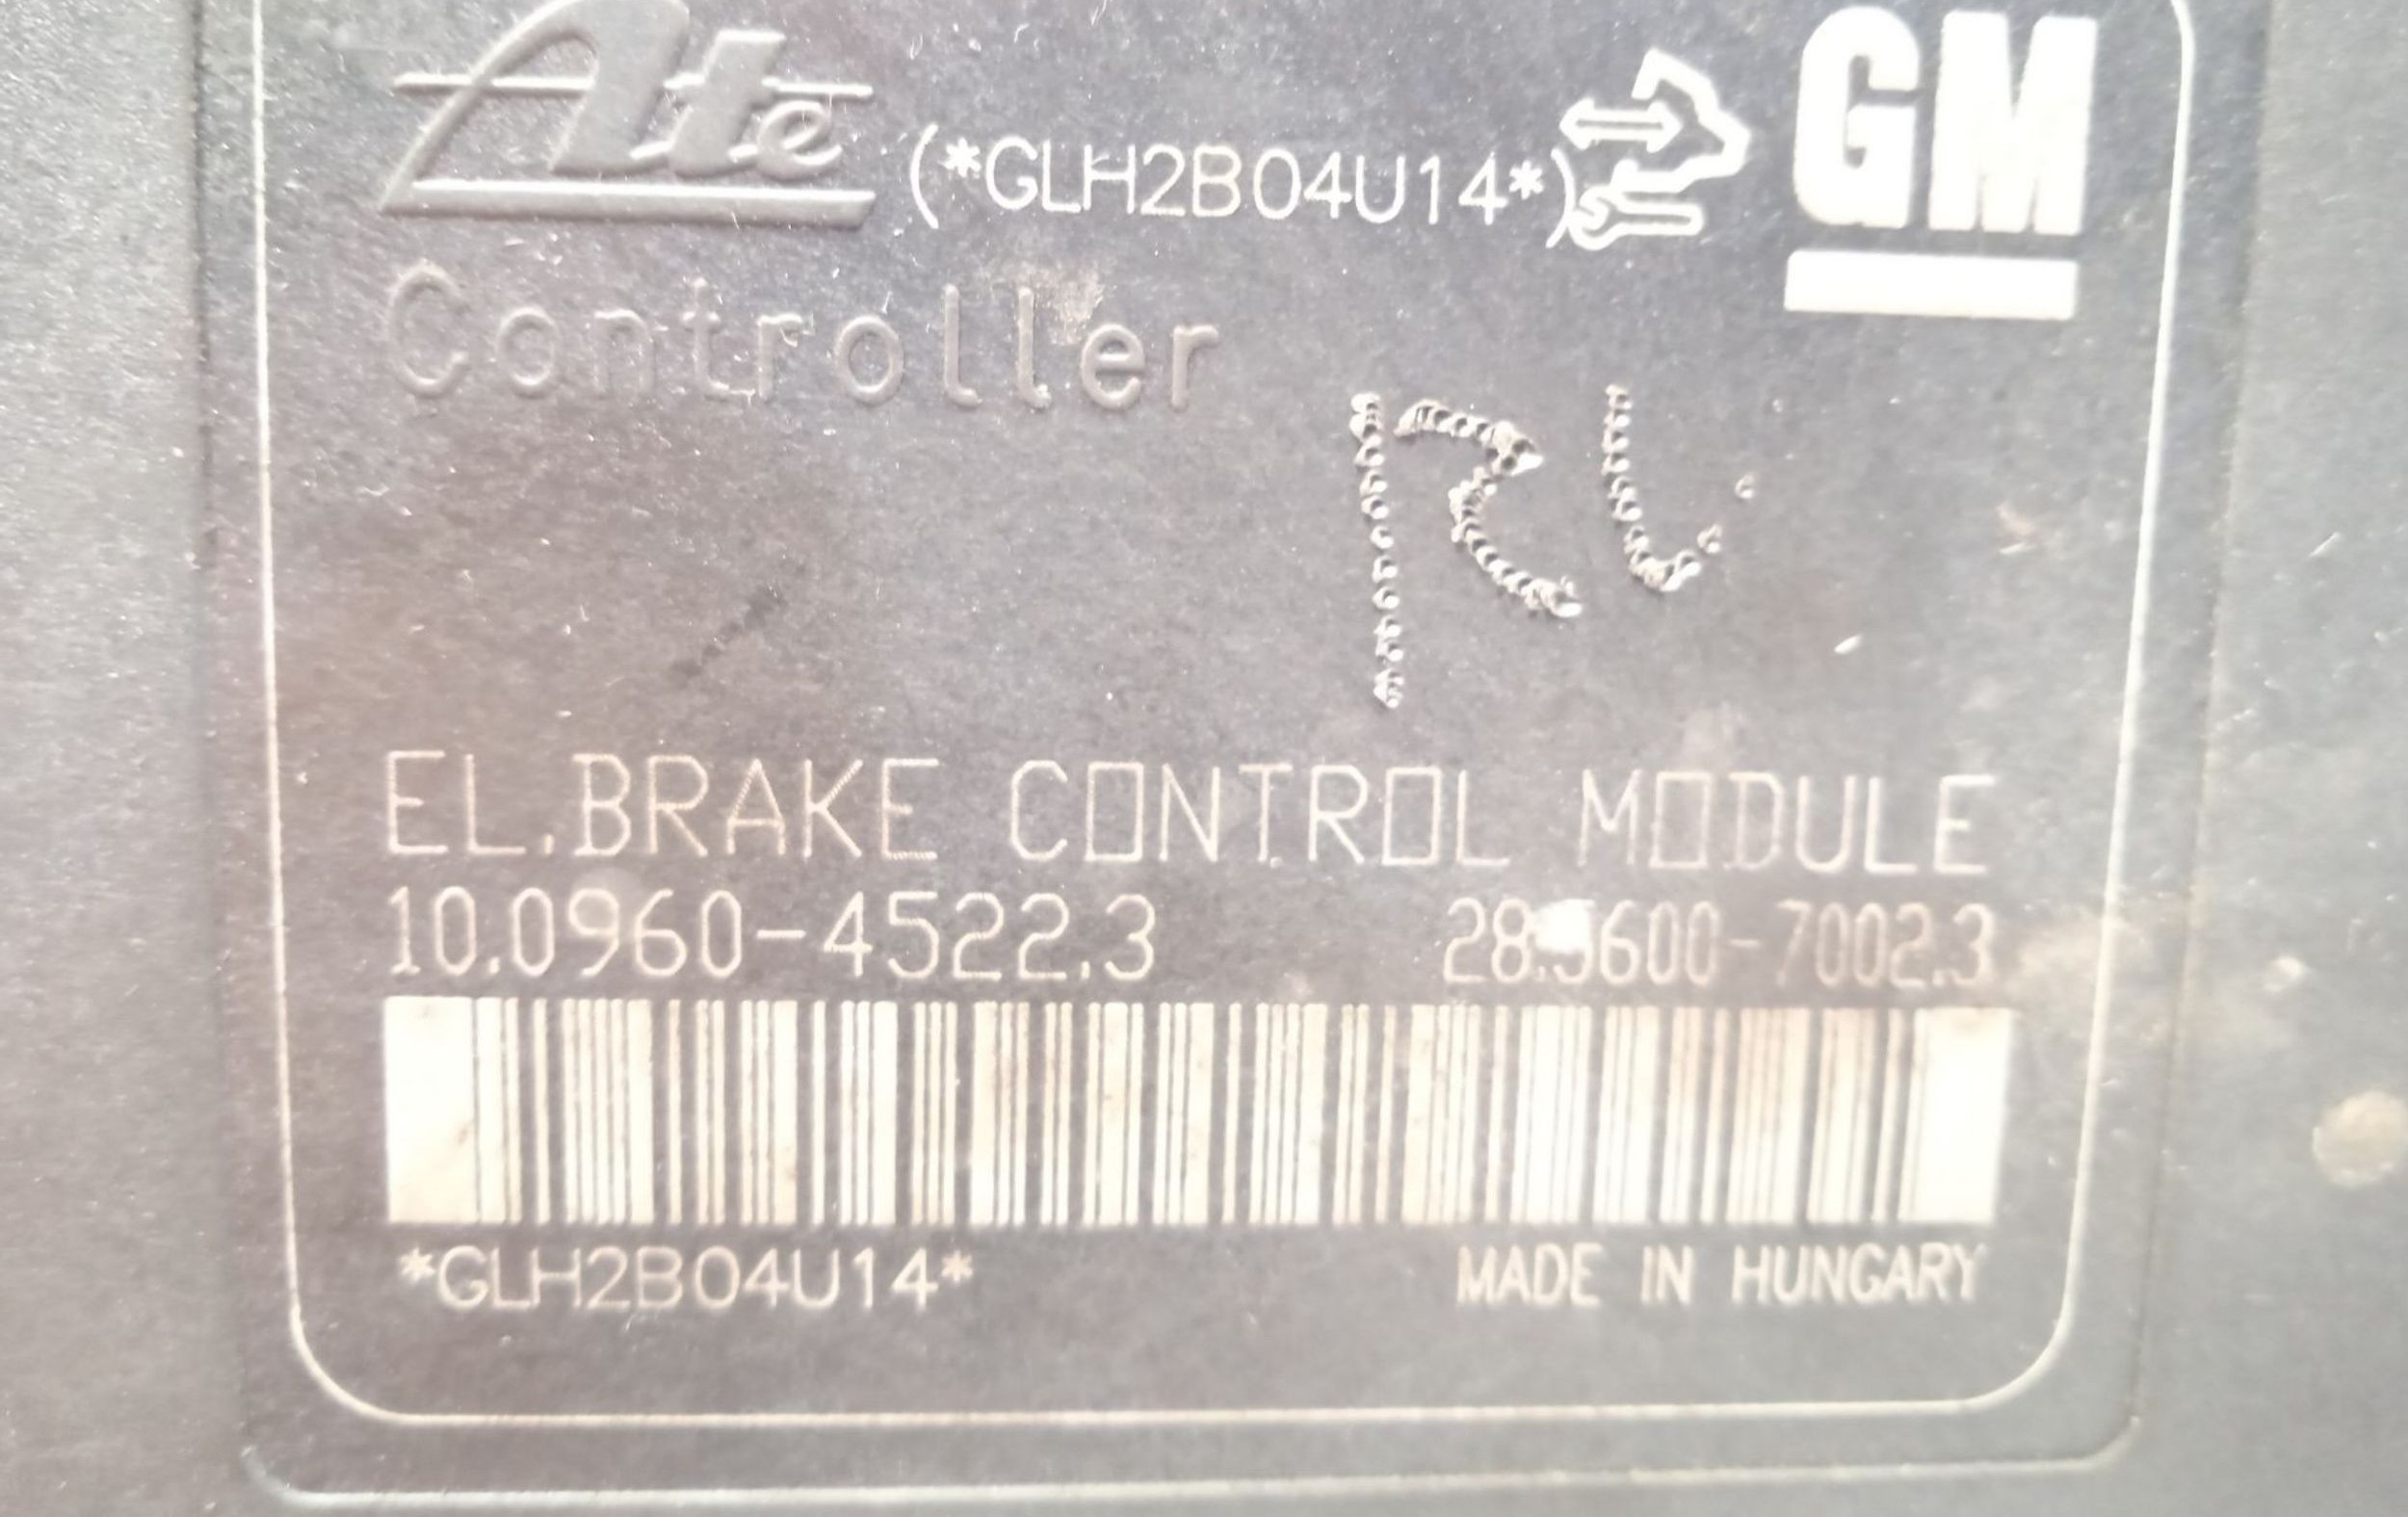 Ate (*GLH2B04U14*) GM
Controller
RL
EL.BRAKE CONTROL MODULE
10.0960-4522.3 28.5600-7002.3
*GLH2B04U14* MADE IN HUNGARY